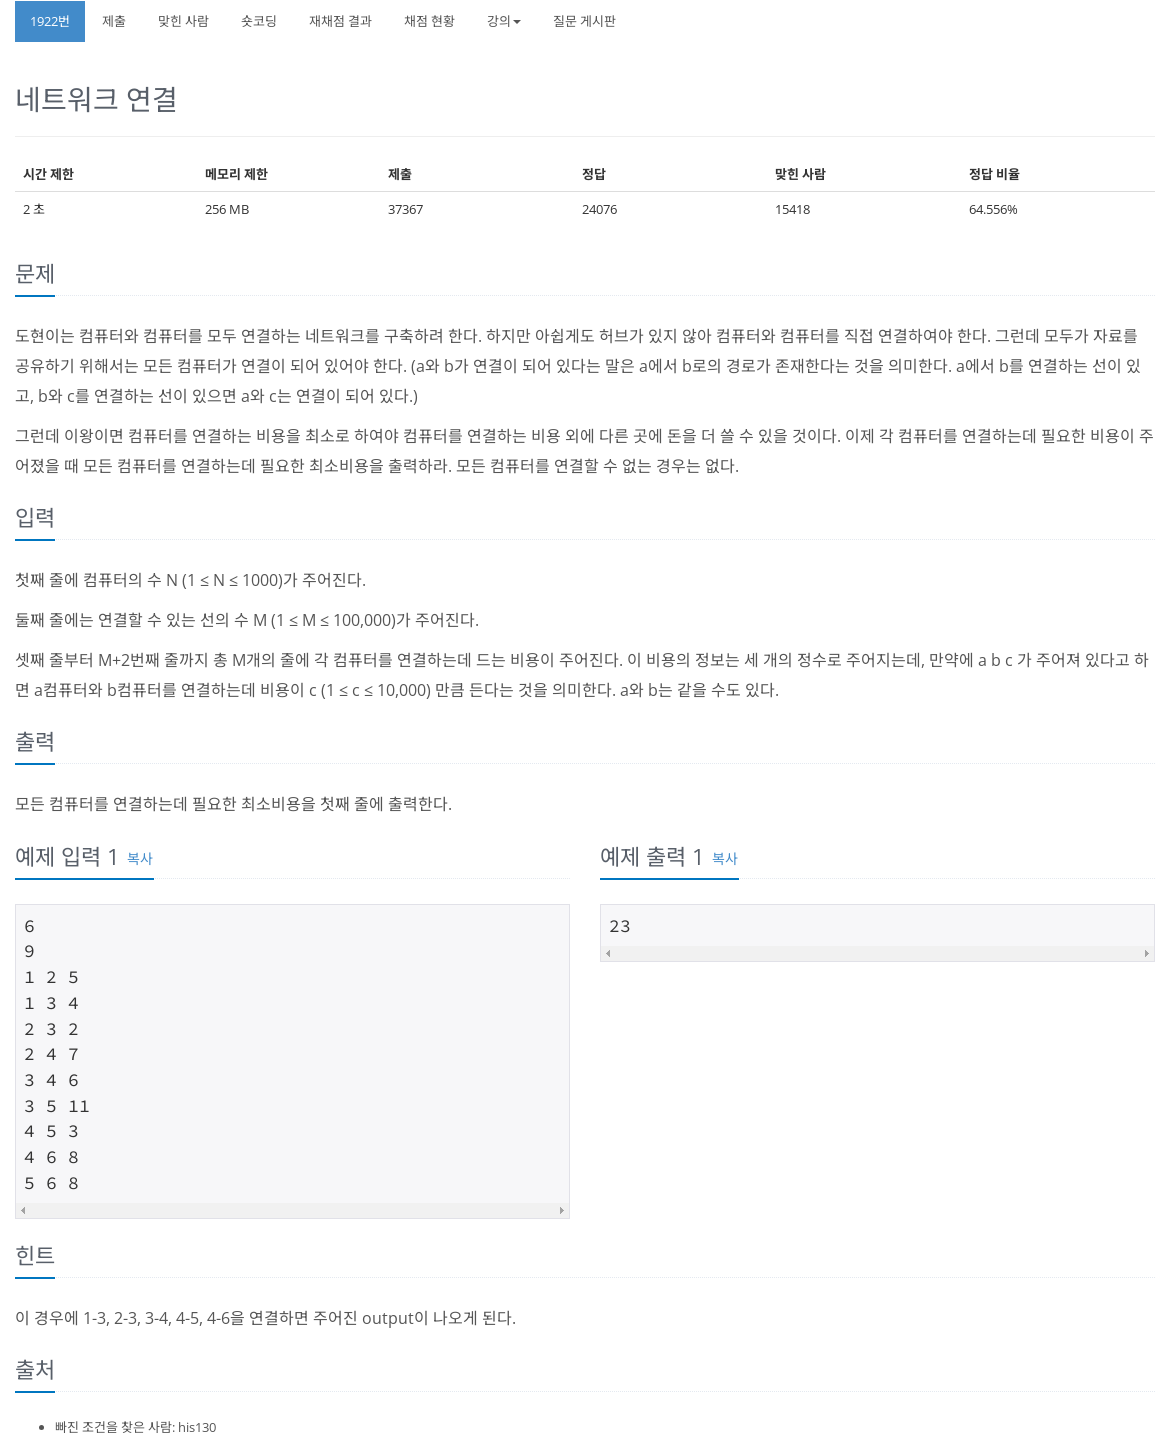 1922번 제출 맞힌 사람 숏코딩 재채점 결과 채점 현황 강의 질문 게시판
네트워크 연결
시간 제한 메모리 제한 제출 정답 맞힌 사람 정답 비율
2 초 256 MB 37367 24076 15418 64.556%
문제
도현이는 컴퓨터와 컴퓨터를 모두 연결하는 네트워크를 구축하려 한다. 하지만 아쉽게도 허브가 있지 않아 컴퓨터와 컴퓨터를 직접 연결하여야 한다. 그런데 모두가 자료를
공유하기 위해서는 모든 컴퓨터가 연결이 되어 있어야 한다. (a와 b가 연결이 되어 있다는 말은 a에서 b로의 경로가 존재한다는 것을 의미한다. a에서 b를 연결하는 선이 있
고, b와 c를 연결하는 선이 있으면 a와 c는 연결이 되어 있다.)
그런데 이왕이면 컴퓨터를 연결하는 비용을 최소로 하여야 컴퓨터를 연결하는 비용 외에 다른 곳에 돈을 더 쓸 수 있을 것이다. 이제 각 컴퓨터를 연결하는데 필요한 비용이 주
어졌을 때 모든 컴퓨터를 연결하는데 필요한 최소비용을 출력하라. 모든 컴퓨터를 연결할 수 없는 경우는 없다.
입력
첫째 줄에 컴퓨터의 수 N (1 ≤ N ≤ 1000)가 주어진다.
둘째 줄에는 연결할 수 있는 선의 수 M (1 ≤ M ≤ 100,000)가 주어진다.
셋째 줄부터 M+2번째 줄까지 총 M개의 줄에 각 컴퓨터를 연결하는데 드는 비용이 주어진다. 이 비용의 정보는 세 개의 정수로 주어지는데, 만약에 a b c 가 주어져 있다고 하
면 a컴퓨터와 b컴퓨터를 연결하는데 비용이 c (1 ≤ c ≤ 10,000) 만큼 든다는 것을 의미한다. a와 b는 같을 수도 있다.
출력
모든 컴퓨터를 연결하는데 필요한 최소비용을 첫째 줄에 출력한다.
예제 입력 1 복사
6
9
1 2 5
1 3 4
2 3 2
2 4 7
3 4 6
3 5 11
4 5 3
4 6 8
5 6 8
예제 출력 1 복사
23
힌트
이 경우에 1-3, 2-3, 3-4, 4-5, 4-6을 연결하면 주어진 output이 나오게 된다.
출처
빠진 조건을 찾은 사람: his130